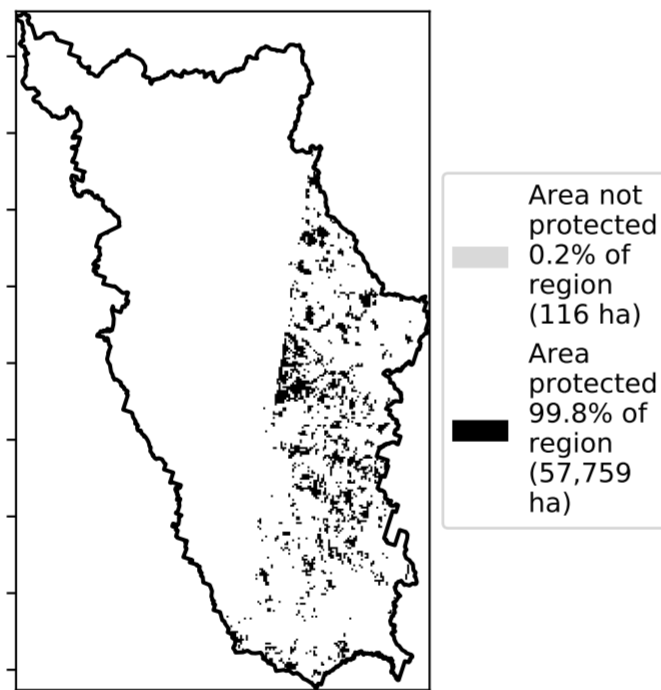 Area not
protected
0.2% of
region
(116 ha)
Area
protected
99.8% of
region
(57,759
ha)